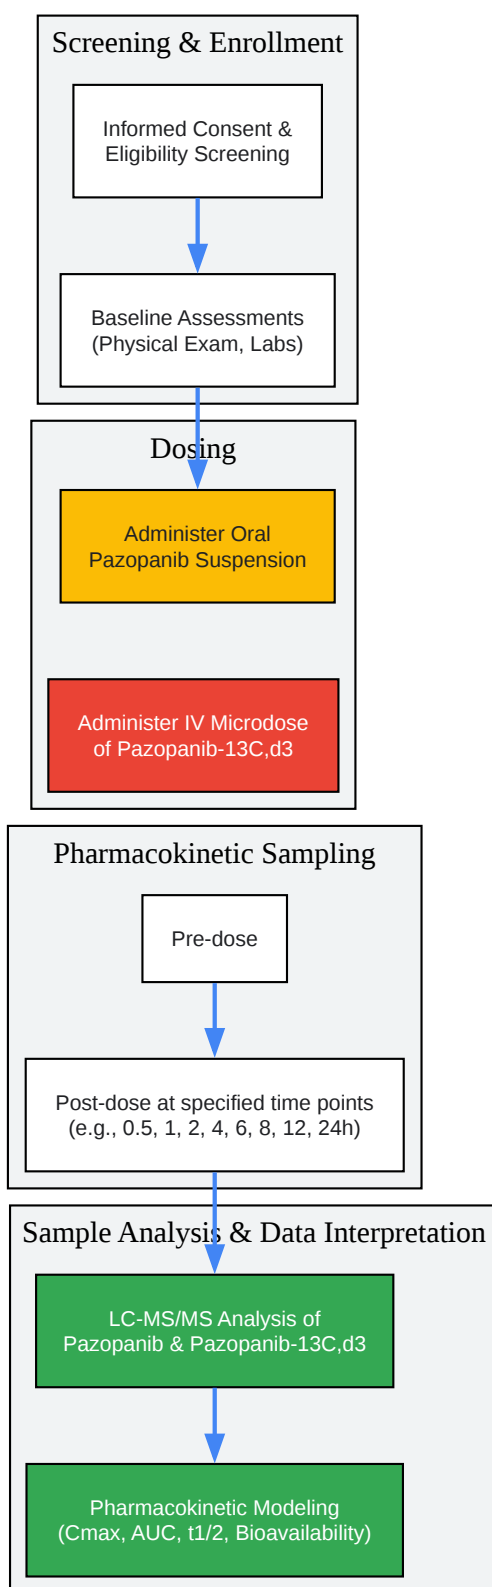 Screening & Enrollment
Informed Consent &
Eligibility Screening
Baseline Assessments
(Physical Exam, Labs)
Dosing
Administer Oral
Pazopanib Suspension
Administer IV Microdose
of Pazopanib-13C,d3
Pharmacokinetic Sampling
Pre-dose
Post-dose at specified time points
(e.g., 0.5, 1, 2, 4, 6, 8, 12, 24h)
Sample Analysis & Data Interpretation
LC-MS/MS Analysis of
Pazopanib & Pazopanib-13C,d3
Pharmacokinetic Modeling
(Cmax, AUC, t1/2, Bioavailability)